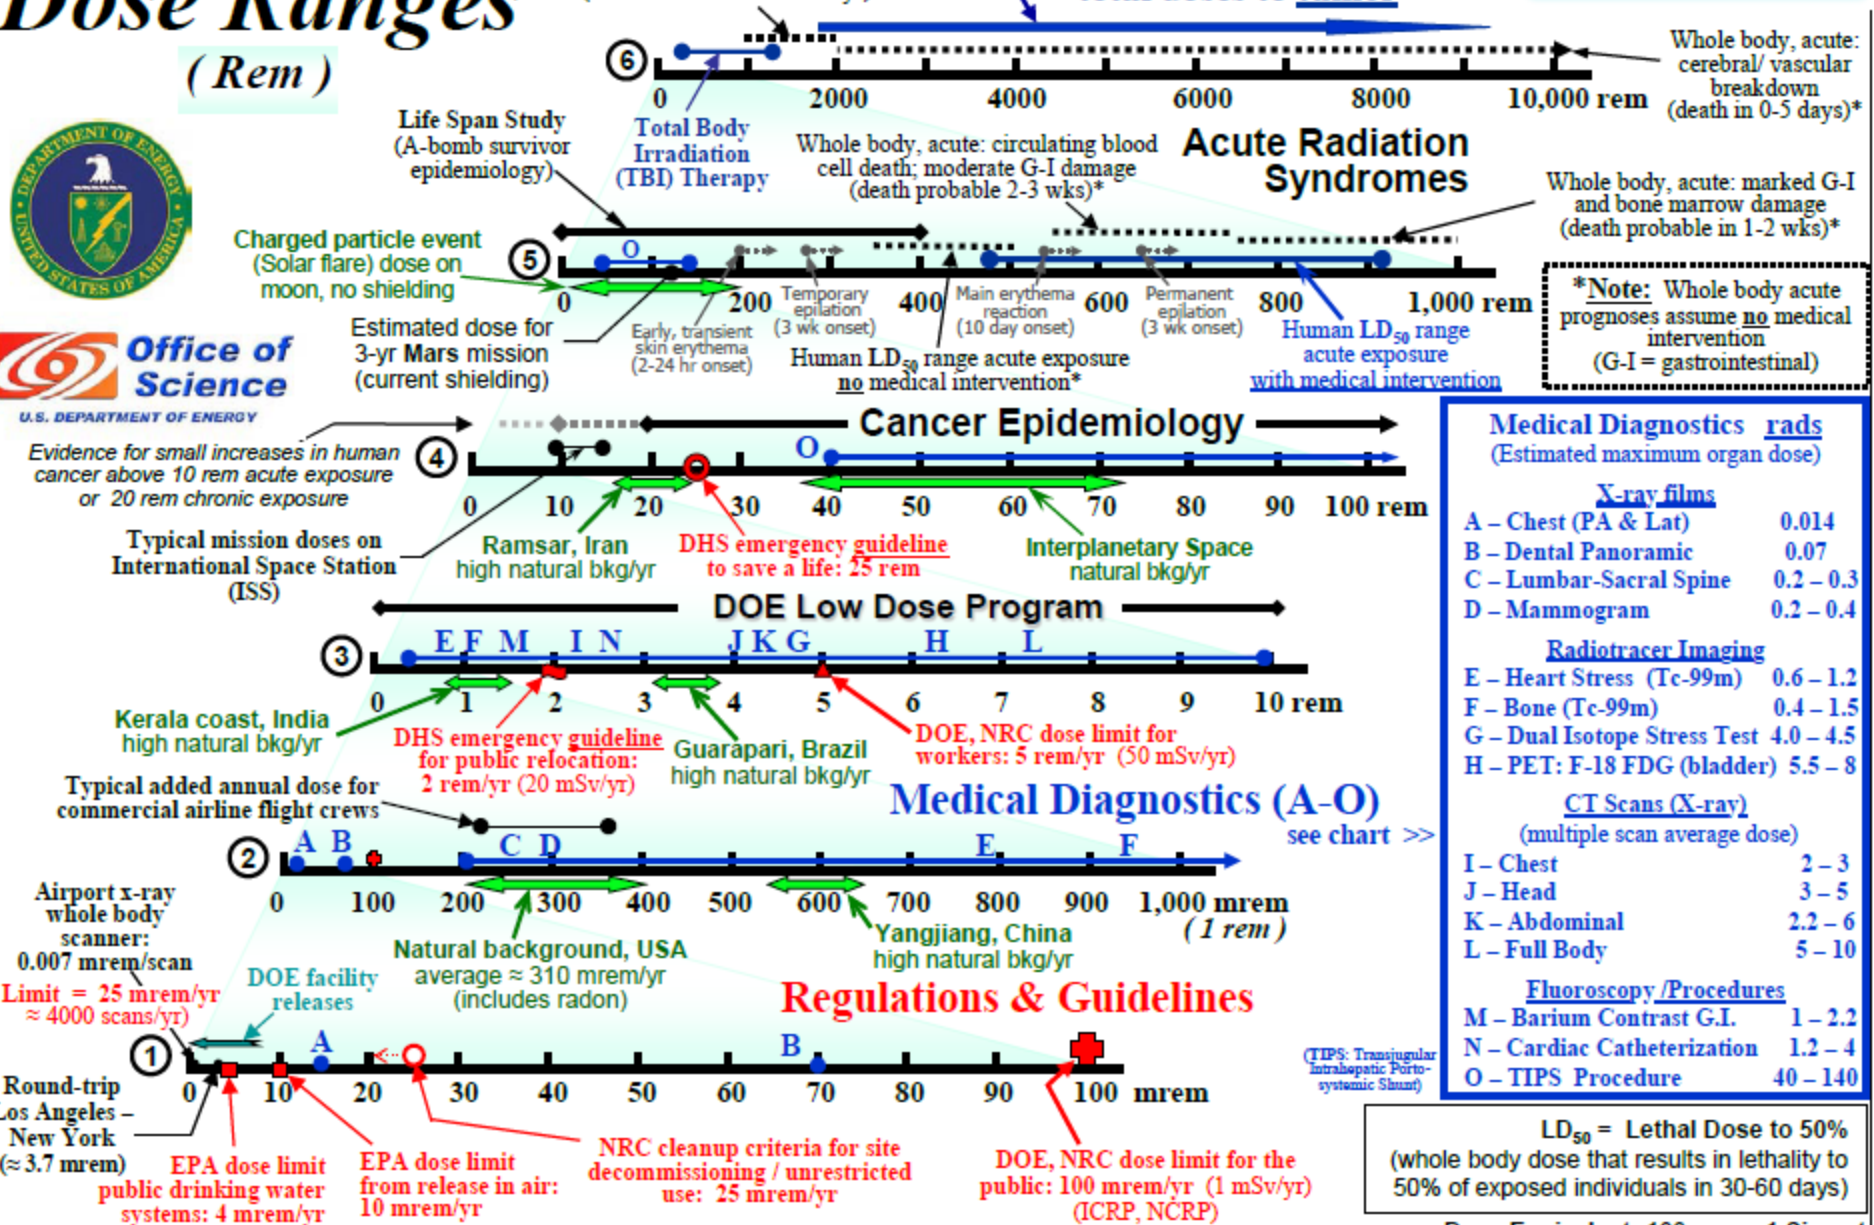 Dose Ranges
( Rem )
6
0 2000 4000 6000 8000 10,000 rem
Whole body, acute:
cerebral/ vascular
breakdown
(death in 0-5 days)*
Total Body
Irradiation
(TBI) Therapy
Life Span Study
(A-bomb survivor
epidemiology)
Whole body, acute: circulating blood
cell death; moderate G-I damage
(death probable 2-3 wks)*
Acute Radiation
Syndromes
Whole body, acute: marked G-I
and bone marrow damage
(death probable in 1-2 wks)*
DEPARTMENT OF ENERGY
UNITED STATES OF AMERICA
Charged particle event
(Solar flare) dose on
moon, no shielding
5
O
0 200 400 600 800 1,000 rem
Estimated dose for
3-yr Mars mission
(current shielding)
Early, transient
skin erythema
(2-24 hr onset)
Temporary
epilation
(3 wk onset)
Main erythema
reaction
(10 day onset)
Permanent
epilation
(3 wk onset)
Human LD50 range acute exposure
no medical intervention*
Human LD50 range
acute exposure
with medical intervention
*Note: Whole body acute
prognoses assume no medical
intervention
(G-I = gastrointestinal)
Office of
Science
U.S. DEPARTMENT OF ENERGY
Evidence for small increases in human
cancer above 10 rem acute exposure
or 20 rem chronic exposure
Cancer Epidemiology
4
O
0 10 20 30 40 50 60 70 80 90 100 rem
Typical mission doses on
International Space Station
(ISS)
Ramsar, Iran
high natural bkg/yr
DHS emergency guideline
to save a life: 25 rem
Interplanetary Space
natural bkg/yr
DOE Low Dose Program
3
E F M I N J K G H L
0 1 2 3 4 5 6 7 8 9 10 rem
Kerala coast, India
high natural bkg/yr
DHS emergency guideline
for public relocation:
2 rem/yr (20 mSv/yr)
Guarapari, Brazil
high natural bkg/yr
DOE, NRC dose limit for
workers: 5 rem/yr (50 mSv/yr)
Typical added annual dose for
commercial airline flight crews
Medical Diagnostics (A-O)
see chart >>
2
A B C D E F
0 100 200 300 400 500 600 700 800 900 1,000 mrem
( 1 rem )
Natural background, USA
average ≈ 310 mrem/yr
(includes radon)
Yangjiang, China
high natural bkg/yr
Airport x-ray
whole body
scanner:
0.007 mrem/scan
Limit = 25 mrem/yr
≈ 4000 scans/yr)
DOE facility
releases
Regulations & Guidelines
1
A B
0 10 20 30 40 50 60 70 80 90 100 mrem
Round-trip
Los Angeles –
New York
(≈ 3.7 mrem)
EPA dose limit
public drinking water
systems: 4 mrem/yr
EPA dose limit
from release in air:
10 mrem/yr
NRC cleanup criteria for site
decommissioning / unrestricted
use: 25 mrem/yr
DOE, NRC dose limit for the
public: 100 mrem/yr (1 mSv/yr)
(ICRP, NCRP)
(TIPS: Transjugular
Intrahepatic Porto-
systemic Shunt)
Medical Diagnostics rads
(Estimated maximum organ dose)
X-ray films
A – Chest (PA & Lat) 0.014
B – Dental Panoramic 0.07
C – Lumbar-Sacral Spine 0.2 – 0.3
D – Mammogram 0.2 – 0.4
Radiotracer Imaging
E – Heart Stress (Tc-99m) 0.6 – 1.2
F – Bone (Tc-99m) 0.4 – 1.5
G – Dual Isotope Stress Test 4.0 – 4.5
H – PET: F-18 FDG (bladder) 5.5 – 8
CT Scans (X-ray)
(multiple scan average dose)
I – Chest 2 – 3
J – Head 3 – 5
K – Abdominal 2.2 – 6
L – Full Body 5 – 10
Fluoroscopy /Procedures
M – Barium Contrast G.I. 1 – 2.2
N – Cardiac Catheterization 1.2 – 4
O – TIPS Procedure 40 – 140
LD50 = Lethal Dose to 50%
(whole body dose that results in lethality to
50% of exposed individuals in 30-60 days)